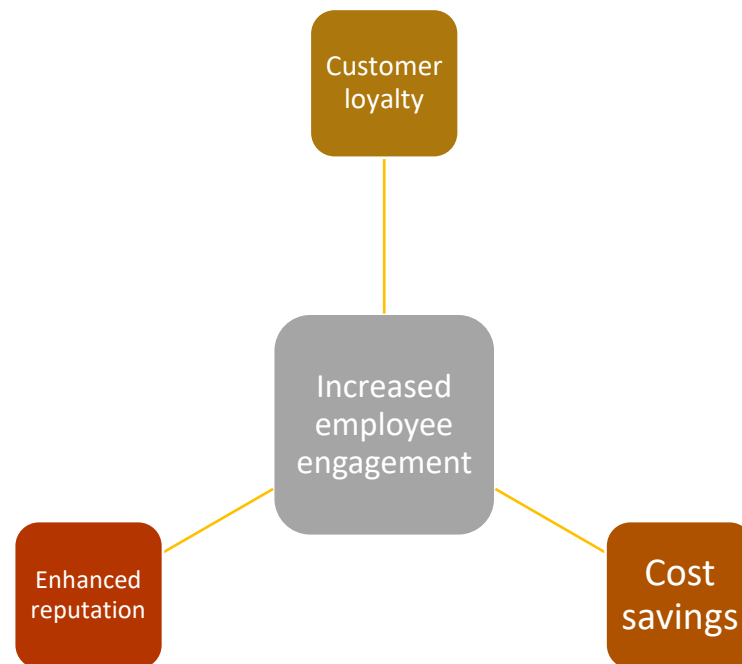 Customer
loyalty
Increased
employee
engagement
Enhanced
reputation
Cost
savings